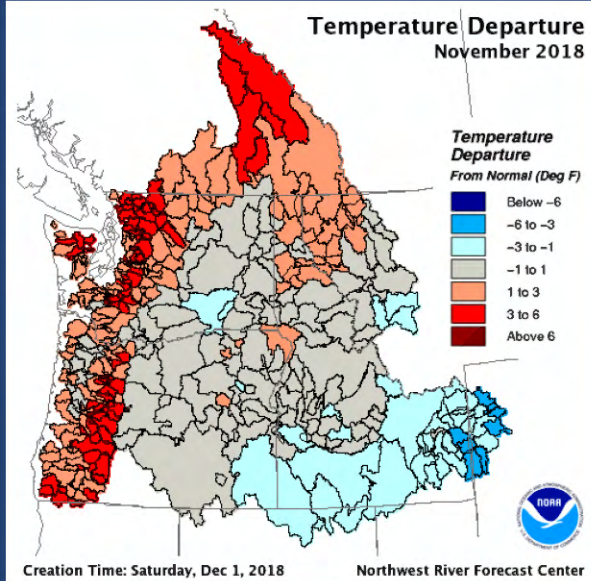 Temperature Departure
November 2018
Temperature
Departure
From Normal (Deg F)
Below −6
−6 to −3
−3 to −1
−1 to 1
1 to 3
3 to 6
Above 6
NOAA
Creation Time: Saturday, Dec 1, 2018
Northwest River Forecast Center